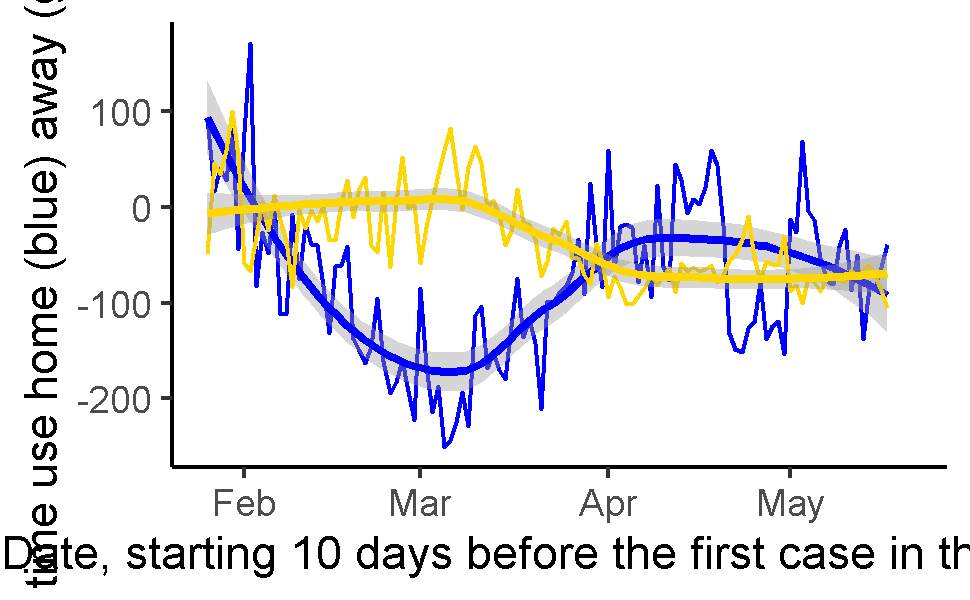 time use home (blue) away (
100
0
-100
-200
Feb Mar Apr May
Date, starting 10 days before the first case in th